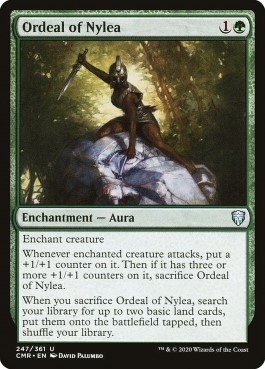 Ordeal of Nylea 1
Enchantment — Aura
Enchant creature
Whenever enchanted creature attacks, put a
+1/+1 counter on it. Then if it has three or
more +1/+1 counters on it, sacrifice Ordeal
of Nylea.
When you sacrifice Ordeal of Nylea, search
your library for up to two basic land cards,
put them onto the battlefield tapped, then
shuffle your library.
247/361 U
CMR • EN DAVID PALUMBO ™ & © 2020 Wizards of the Coast